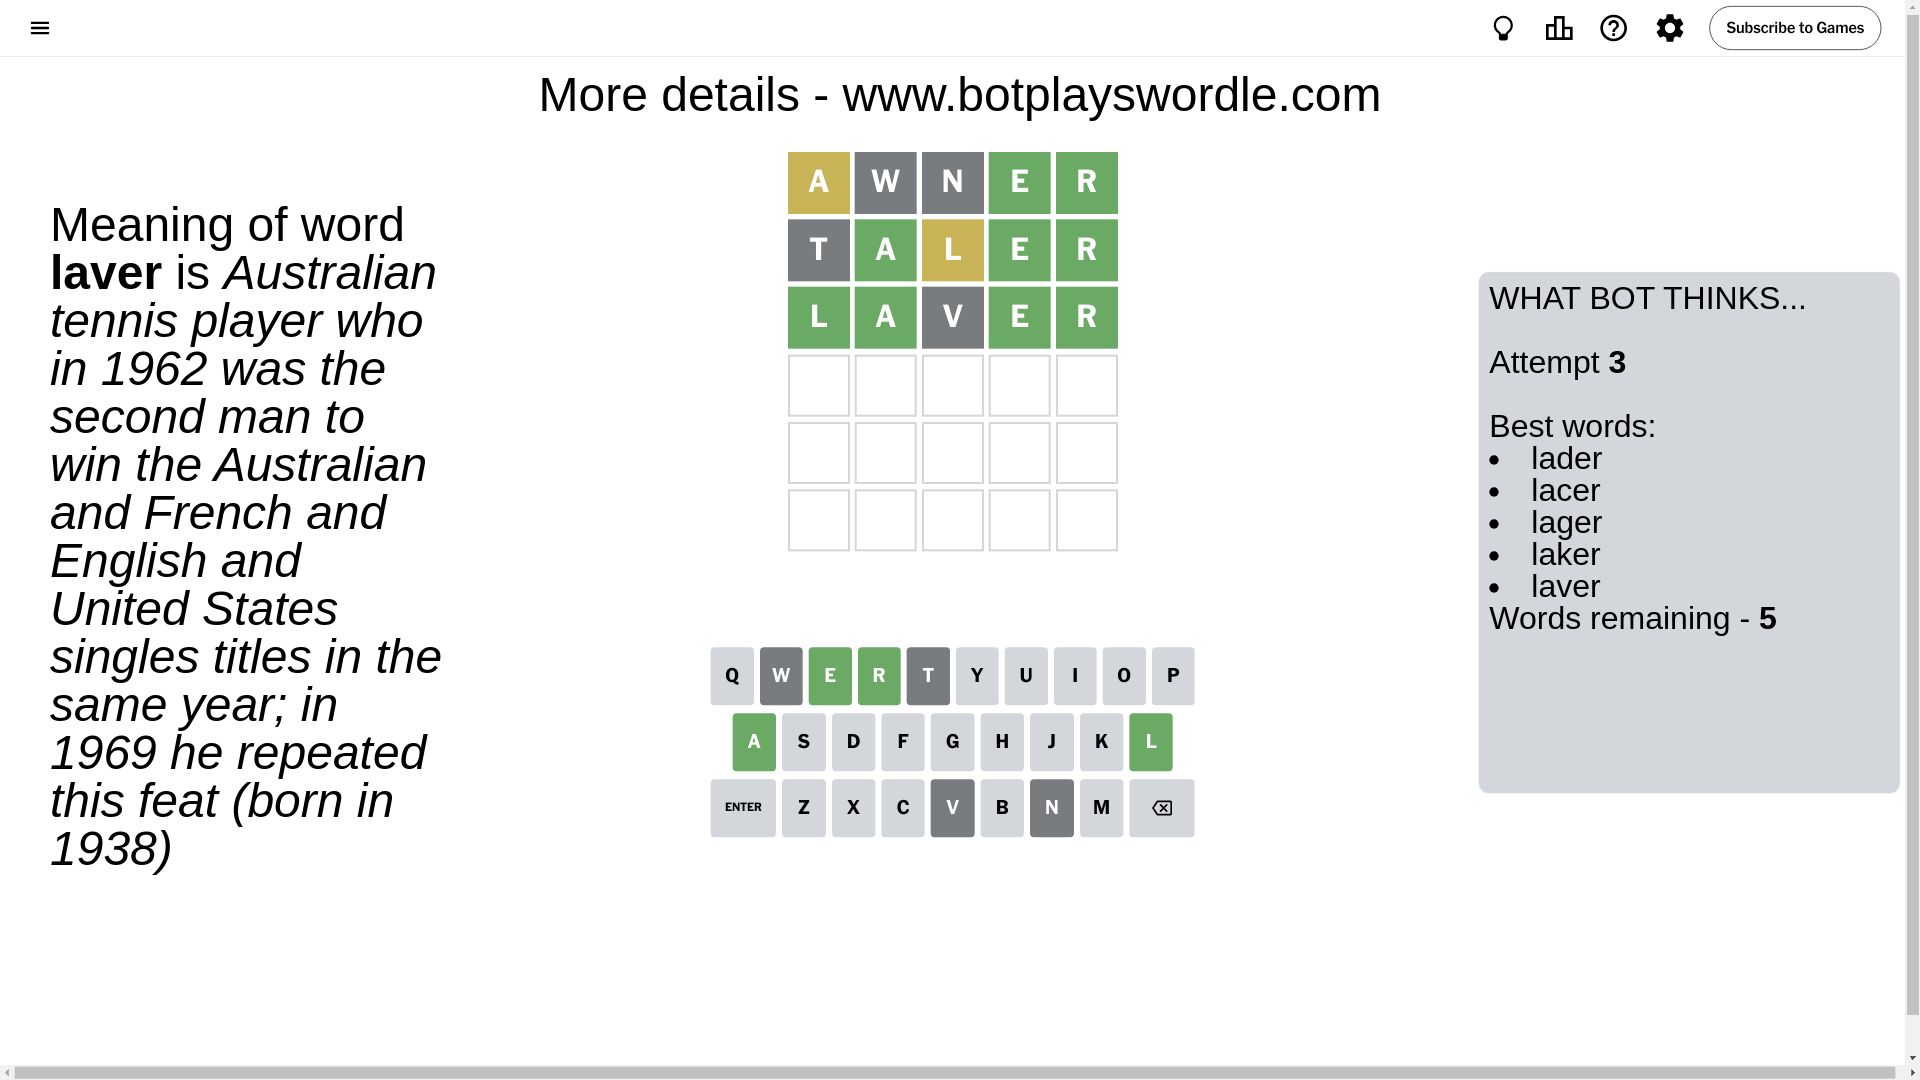 Subscribe to Games
More details - www.botplayswordle.com
Meaning of word
laver is Australian
tennis player who
in 1962 was the
second man to
win the Australian
and French and
English and
United States
singles titles in the
same year; in
1969 he repeated
this feat (born in
1938)
A W N E R
T A L E R
L A V E R
Q W E R T Y U I O P
A S D F G H J K L
ENTER Z X C V B N M
WHAT BOT THINKS...
Attempt 3
Best words:
• lader
• lacer
• lager
• laker
• laver
Words remaining - 5